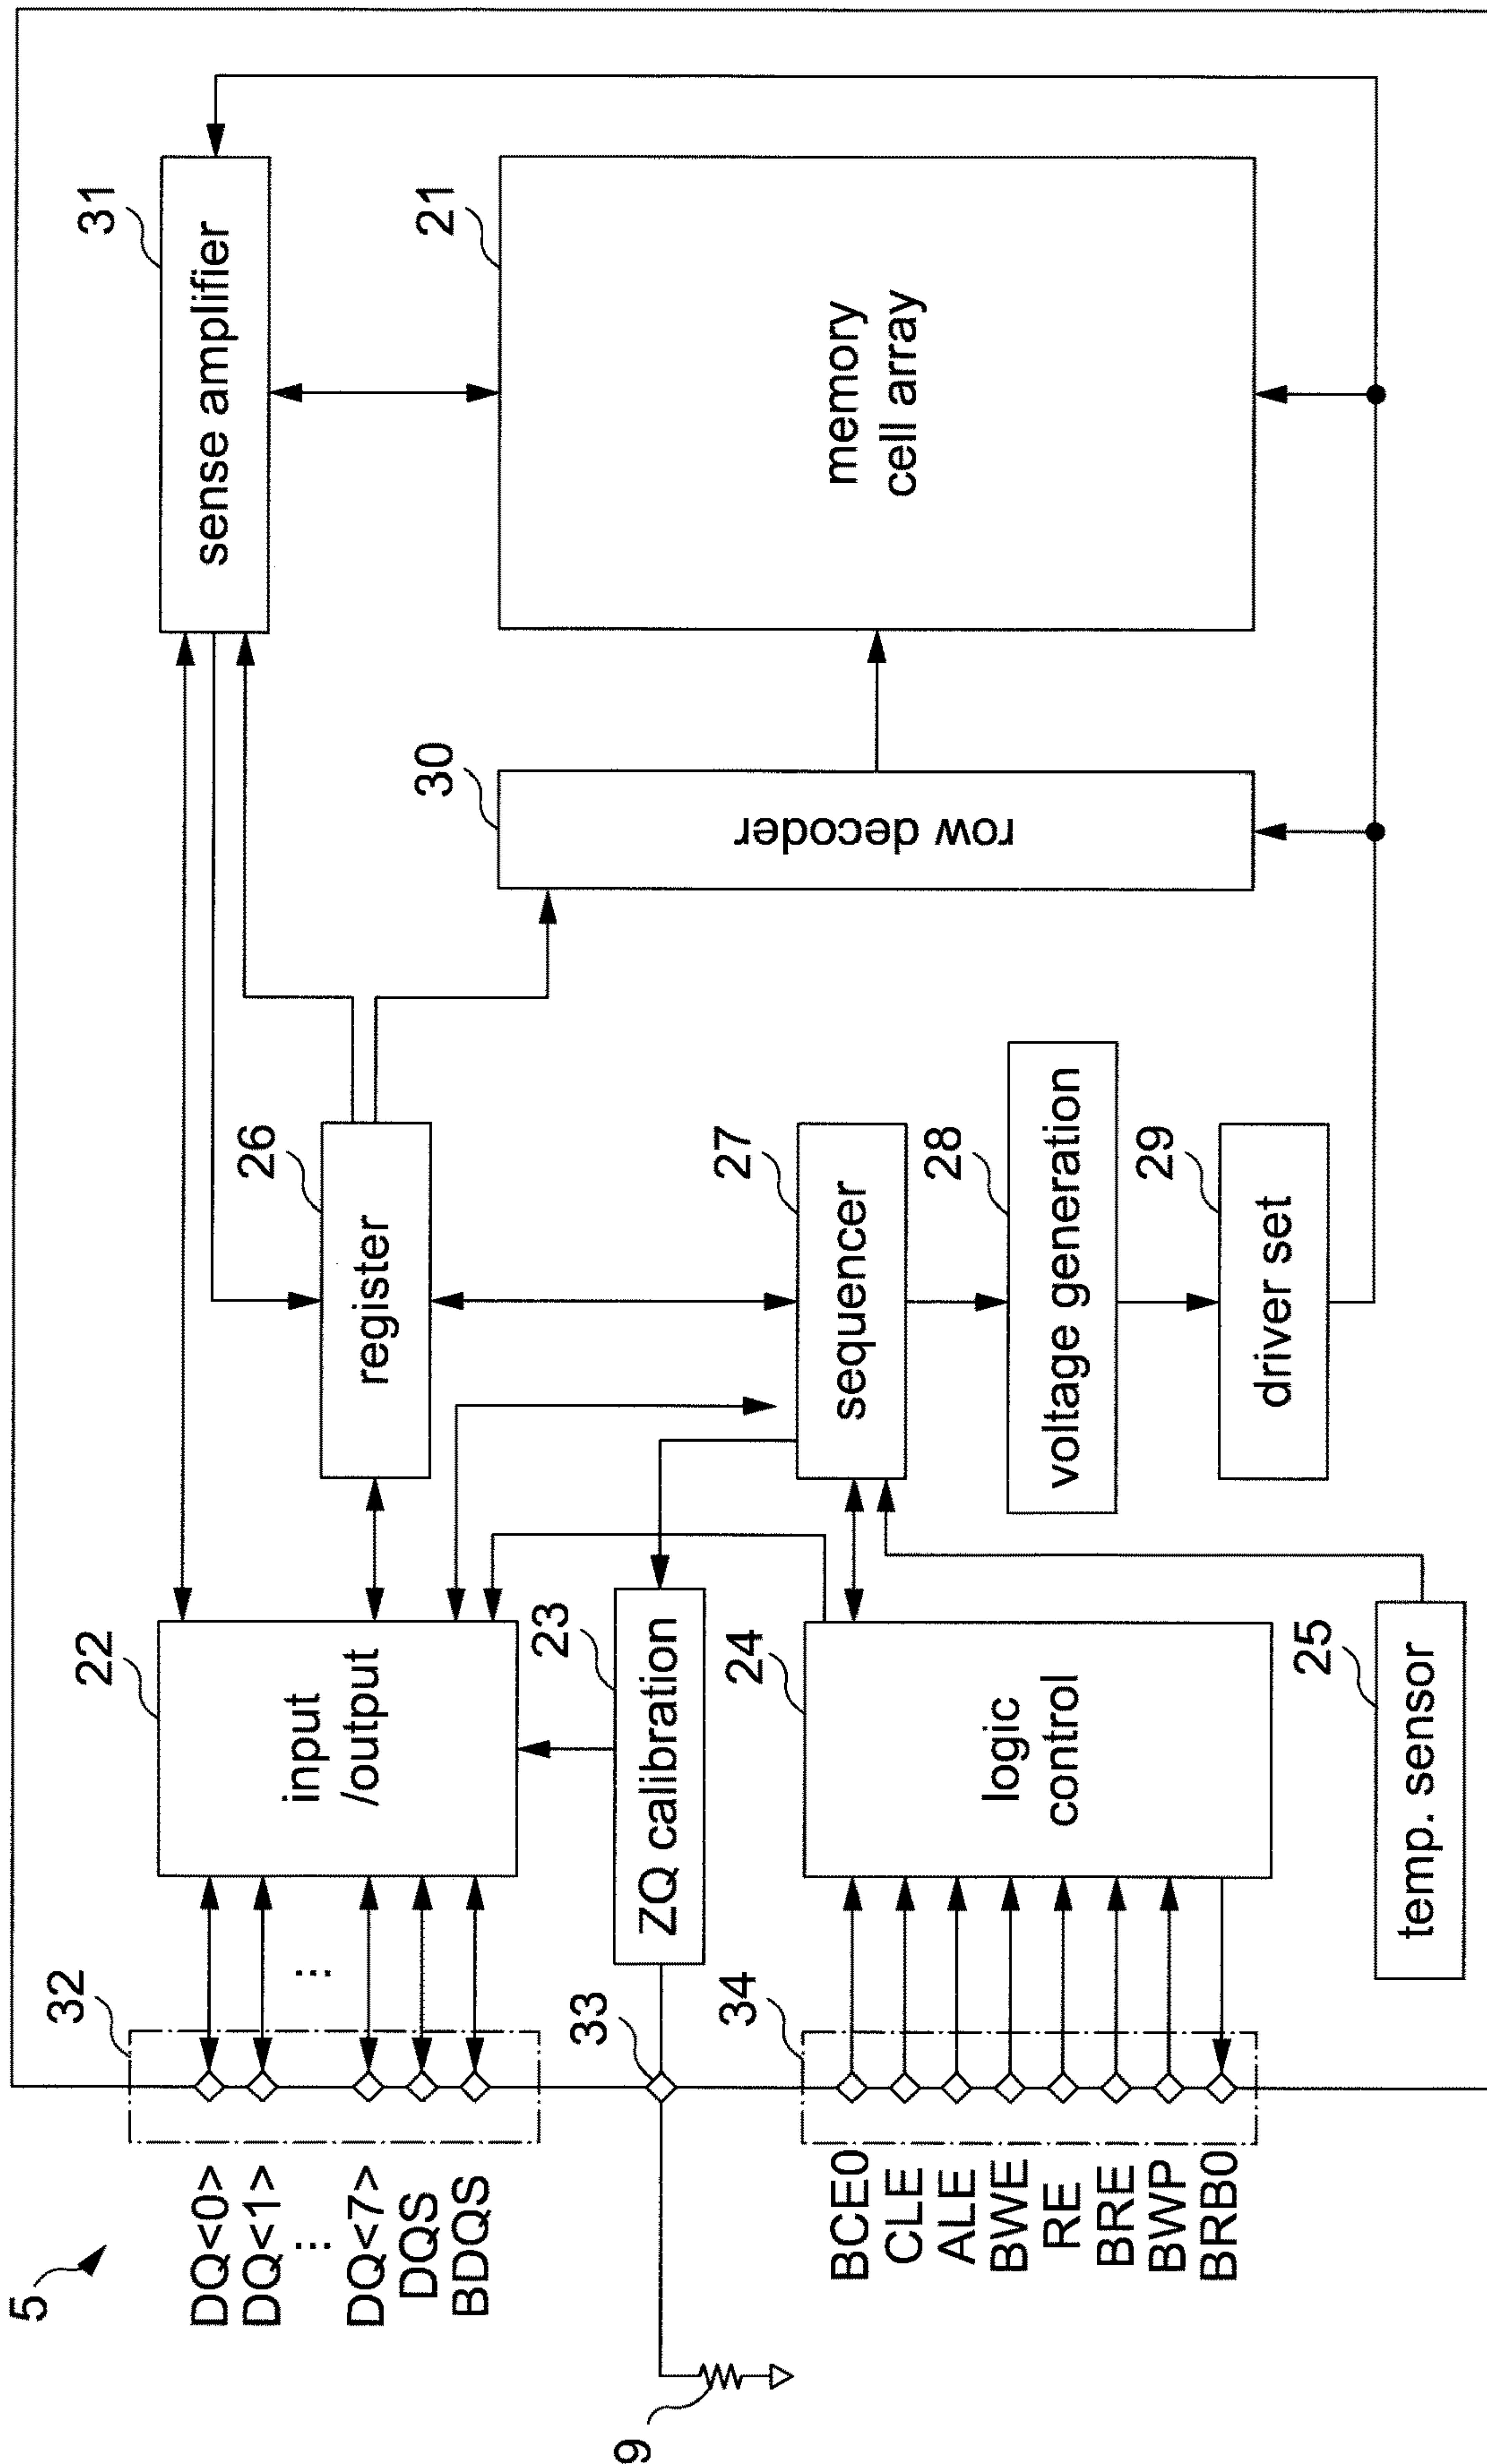 5
32
DQ<0>
DQ<1>
⋮
DQ<7>
DQS
BDQS
⋮
22
input
/output
31
sense amplifier
26
register
21
memory
cell array
30
row decoder
9
33
23
ZQ calibration
27
sequencer
28
voltage generation
29
driver set
34
BCE0
CLE
ALE
BWE
RE
BRE
BWP
BRB0
24
logic
control
25
temp. sensor